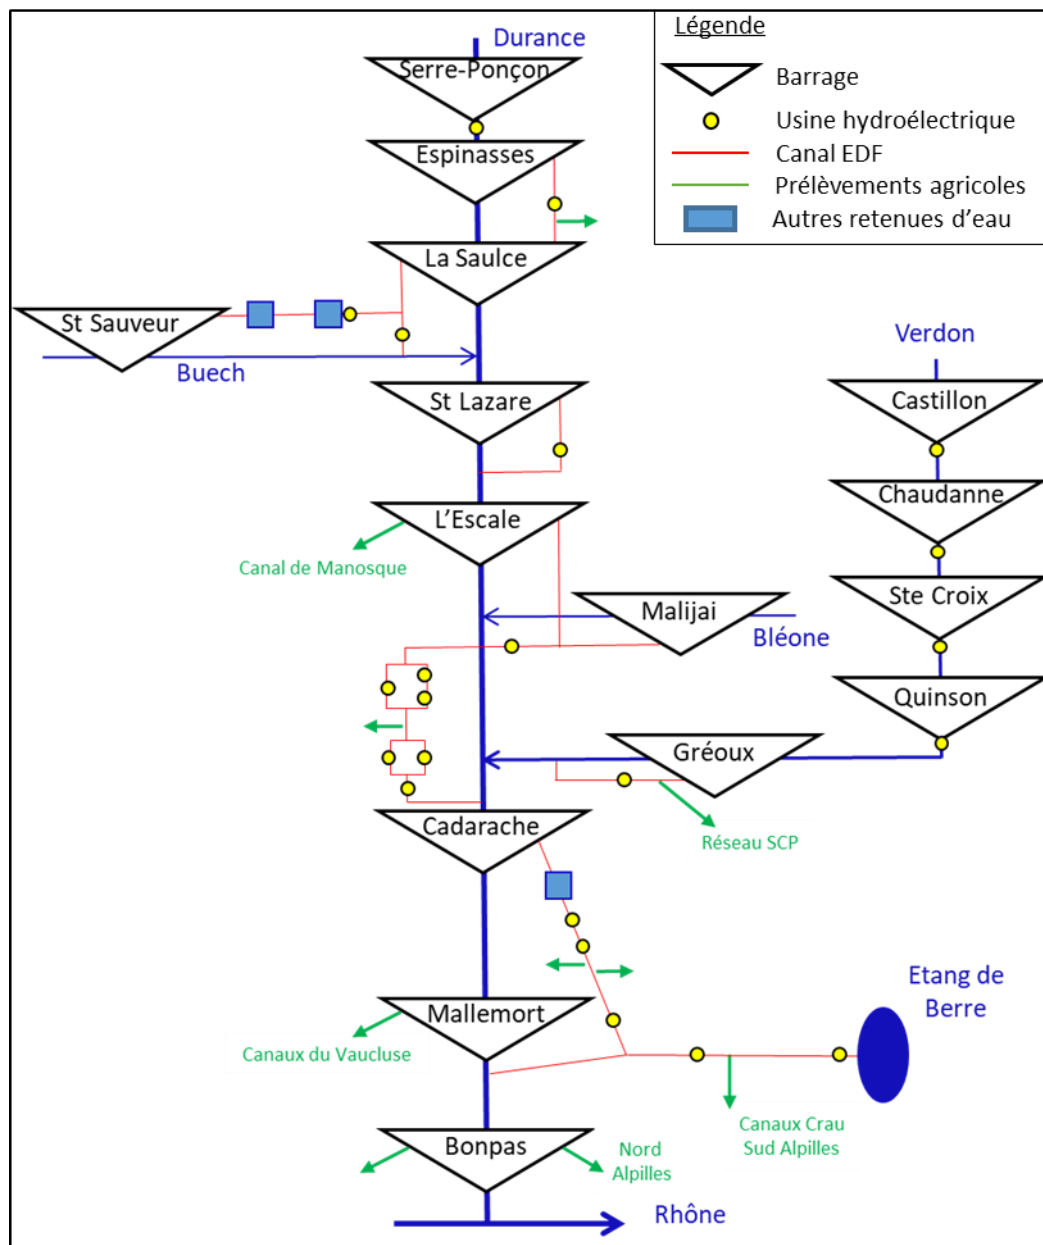 Durance
Serre-Ponçon
Espinasses
La Saulce
St Sauveur
Buech
St Lazare
L’Escale
Canal de Manosque
Malijai
Bléone
Verdon
Castillon
Chaudanne
Ste Croix
Quinson
Gréoux
Réseau SCP
Cadarache
Mallemort
Canaux du Vaucluse
Etang de
Berre
Canaux Crau
Sud Alpilles
Bonpas
Nord
Alpilles
Rhône
Légende
Barrage
Usine hydroélectrique
Canal EDF
Prélèvements agricoles
Autres retenues d’eau